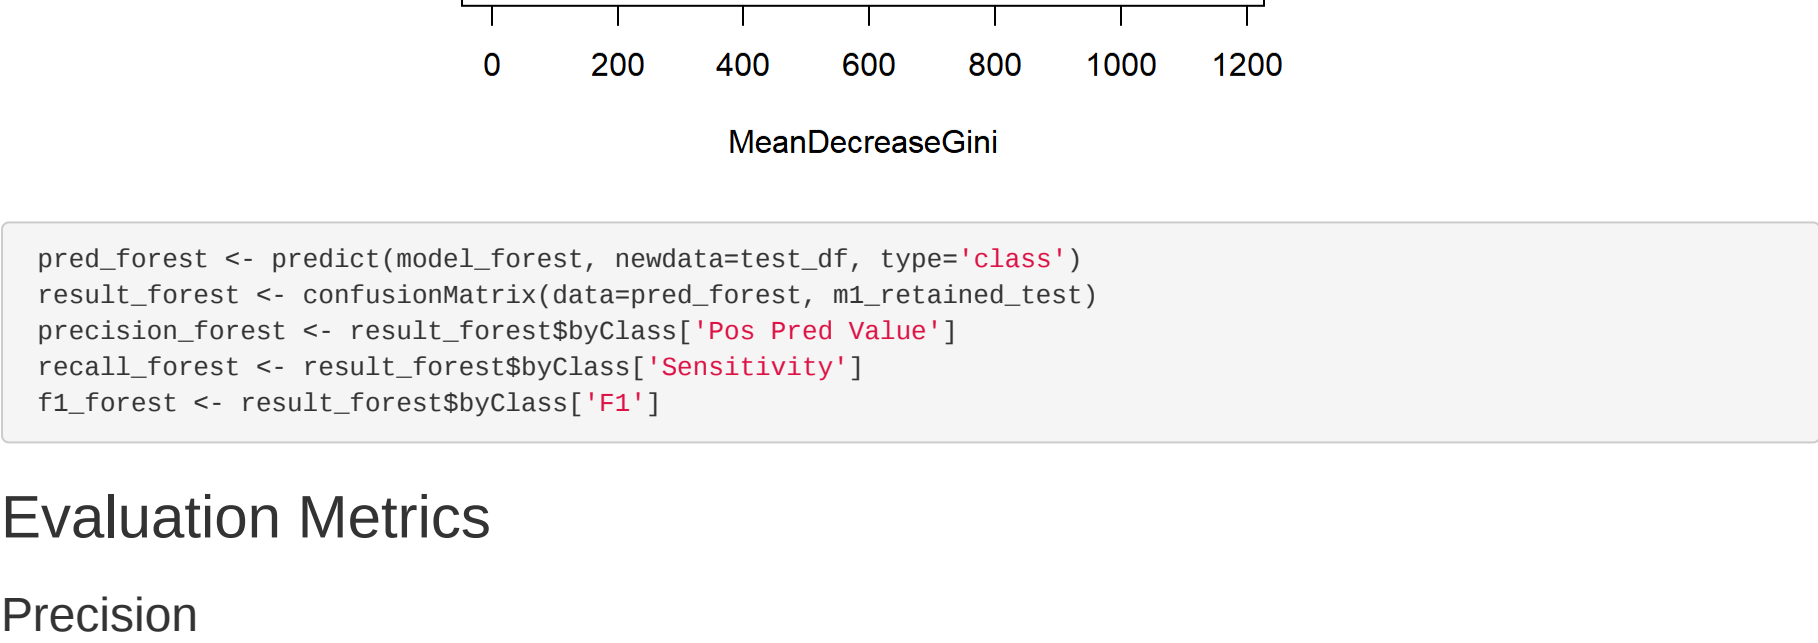 0 200 400 600 800 1000 1200
MeanDecreaseGini
pred_forest <- predict(model_forest, newdata=test_df, type='class')
result_forest <- confusionMatrix(data=pred_forest, m1_retained_test)
precision_forest <- result_forest$byClass['Pos Pred Value']
recall_forest <- result_forest$byClass['Sensitivity']
f1_forest <- result_forest$byClass['F1']
Evaluation Metrics
Precision